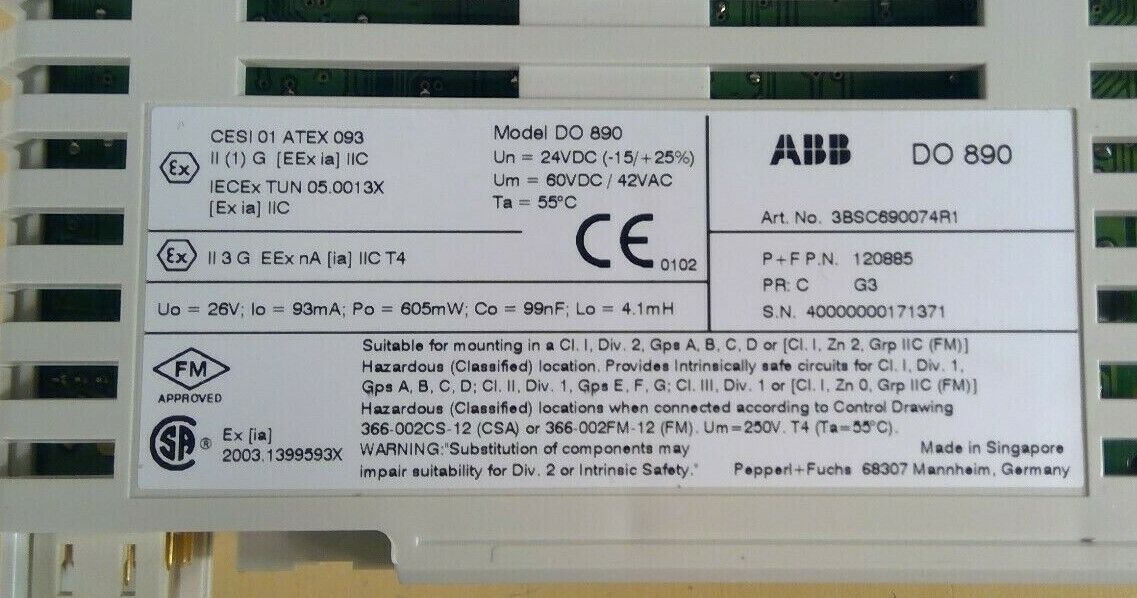 Ex
CESI 01 ATEX 093
II (1) G [EEx ia] IIC
IECEx TUN 05.0013X
[Ex ia] IIC
Model DO 890
Un = 24VDC (-15/+25%)
Um = 60VDC / 42VAC
Ta = 55°C
CE 0102
Ex II 3 G EEx nA [ia] IIC T4
Uo = 26V; Io = 93mA; Po = 605mW; Co = 99nF; Lo = 4.1mH
ABB DO 890
Art. No. 3BSC690074R1
P+F P.N. 120885
PR: C G3
S.N. 40000000171371
FM
APPROVED
SA ®
Ex [ia]
2003.1399593X
Suitable for mounting in a Cl. I, Div. 2, Gps A, B, C, D or [Cl. I, Zn 2, Grp IIC (FM)]
Hazardous (Classified) location. Provides Intrinsically safe circuits for Cl. I, Div. 1,
Gps A, B, C, D; Cl. II, Div. 1, Gps E, F, G; Cl. III, Div. 1 or [Cl. I, Zn 0, Grp IIC (FM)]
Hazardous (Classified) locations when connected according to Control Drawing
366-002CS-12 (CSA) or 366-002FM-12 (FM). Um=250V. T4 (Ta=55°C).
WARNING:"Substitution of components may
impair suitability for Div. 2 or Intrinsic Safety."
Made in Singapore
Pepperl+Fuchs 68307 Mannheim, Germany